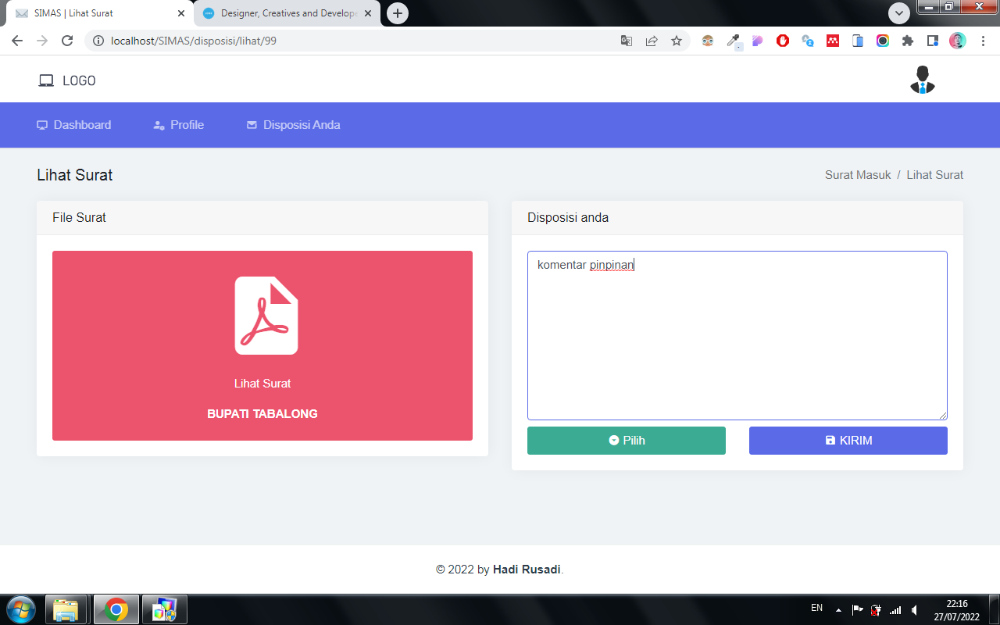 SIMAS | Lihat Surat
Designer, Creatives and Develope
localhost/SIMAS/disposisi/lihat/99
LOGO
Dashboard
Profile
Disposisi Anda
Lihat Surat
Surat Masuk / Lihat Surat
File Surat
Lihat Surat
BUPATI TABALONG
Disposisi anda
komentar pinpinan
Pilih
KIRIM
© 2022 by Hadi Rusadi.
EN
22:16
27/07/2022